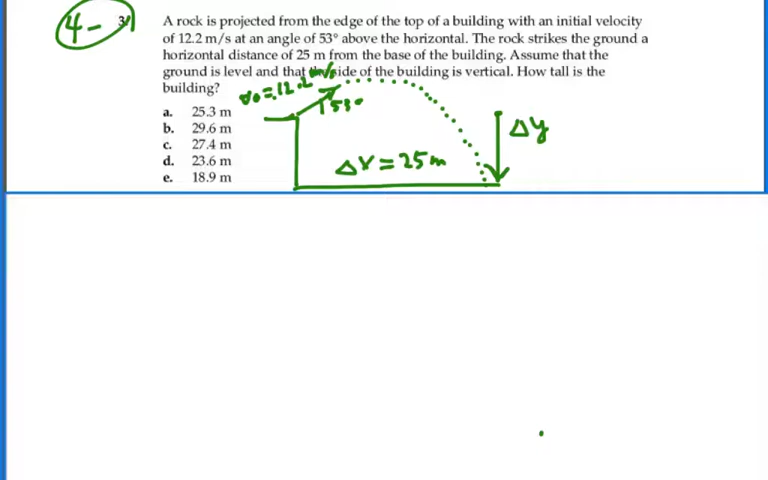 4-
A rock is projected from the edge of the top of a building with an initial velocity
of 12.2 m/s at an angle of 53° above the horizontal. The rock strikes the ground a
horizontal distance of 25 m from the base of the building. Assume that the
ground is level and that the side of the building is vertical. How tall is the
building?
v₀ = 12.2 m/s
53°
a. 25.3 m
b. 29.6 m
c. 27.4 m
d. 23.6 m
e. 18.9 m
Δy
Δx = 25m